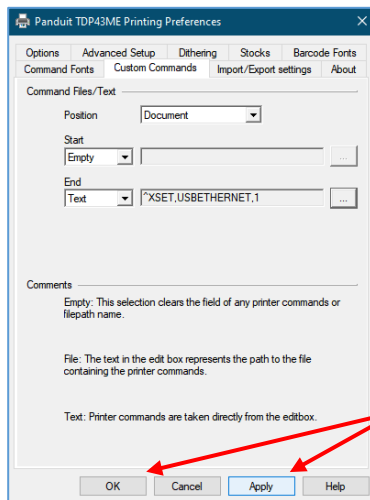 Panduit TDP43ME Printing Preferences
Options Advanced Setup Dithering Stocks Barcode Fonts
Command Fonts Custom Commands Import/Export settings About
Command Files/Text
Position Document
Start
Empty ...
End
Text ^XSET,USBETHERNET,1 ...
Comments
Empty: This selection clears the field of any printer commands or
filepath name.
File: The text in the edit box represents the path to the file
containing the printer commands.
Text: Printer commands are taken directly from the editbox.
OK Cancel Apply Help